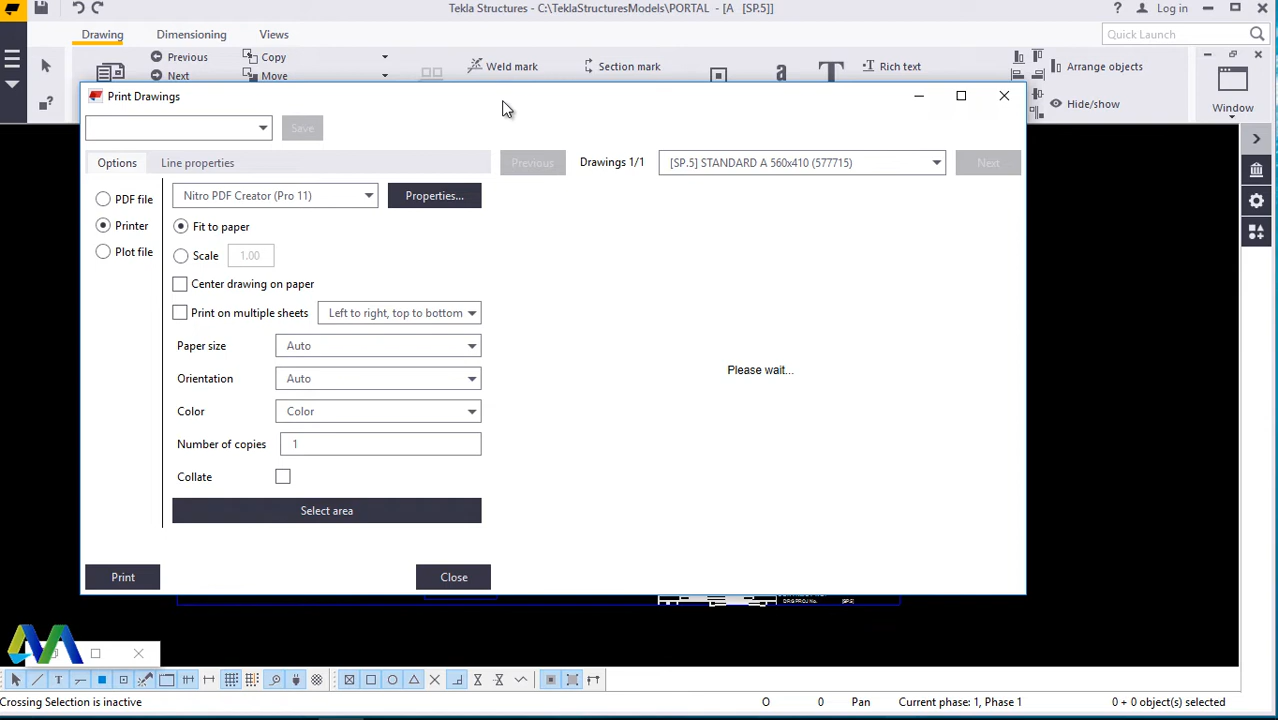 Tekla Structures - C:\TeklaStructuresModels\PORTAL - [A [SP.5]]
? Log in
Drawing Dimensioning Views
Quick Launch
Previous Copy Weld mark Section mark Rich text Arrange objects
Next Move
Hide/show Window
Print Drawings
Save
Options Line properties
Previous Drawings 1/1 [SP.5] STANDARD A 560x410 (577715) Next
PDF file Nitro PDF Creator (Pro 11) Properties...
Printer Fit to paper
Plot file Scale 1.00
Center drawing on paper
Print on multiple sheets Left to right, top to bottom
Paper size Auto
Please wait...
Orientation Auto
Color Color
Number of copies 1
Collate
Select area
Print Close
DRG/PROJ No. [SP.5]
Crossing Selection is inactive O 0 Pan Current phase: 1, Phase 1 0 + 0 object(s) selected